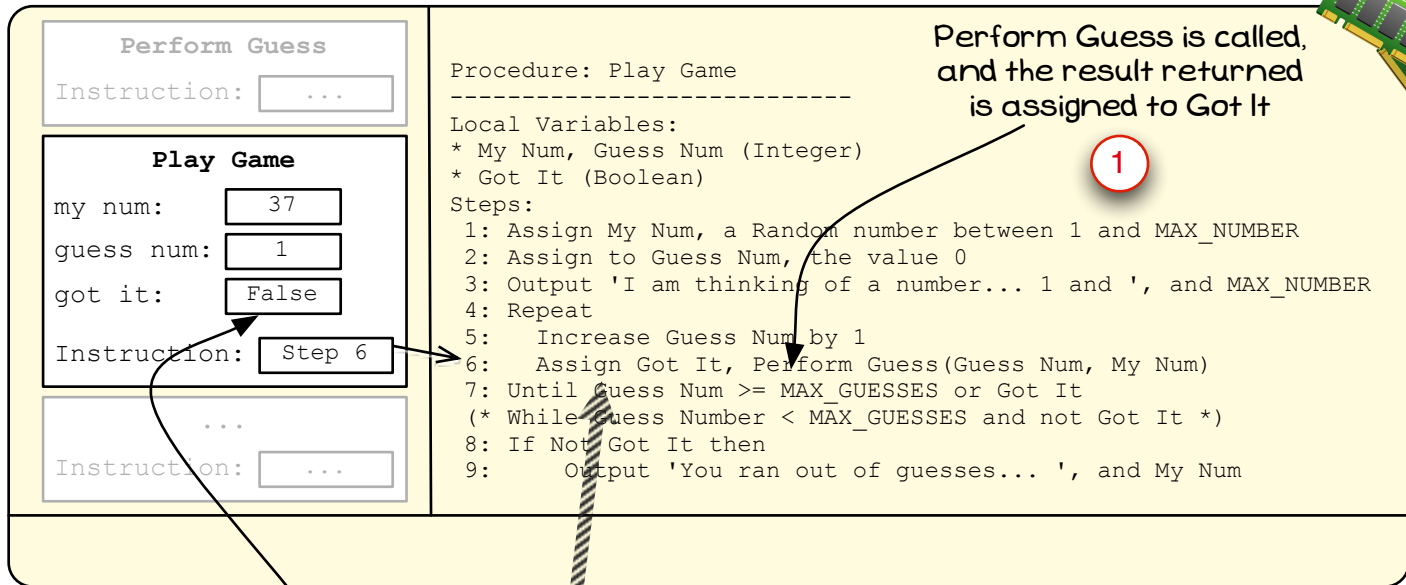 Perform Guess
Instruction: ...
Play Game
my num: 37
guess num: 1
got it: False
Instruction: Step 6
...
Instruction: ...
Procedure: Play Game
----------------------------
Local Variables:
* My Num, Guess Num (Integer)
* Got It (Boolean)
Steps:
1: Assign My Num, a Random number between 1 and MAX_NUMBER
2: Assign to Guess Num, the value 0
3: Output 'I am thinking of a number... 1 and ', and MAX_NUMBER
4: Repeat
5: Increase Guess Num by 1
6: Assign Got It, Perform Guess(Guess Num, My Num)
7: Until Guess Num >= MAX_GUESSES or Got It
(* While Guess Number < MAX_GUESSES and not Got It *)
8: If Not Got It then
9: Output 'You ran out of guesses... ', and My Num
Perform Guess is called,
and the result returned
is assigned to Got It
1